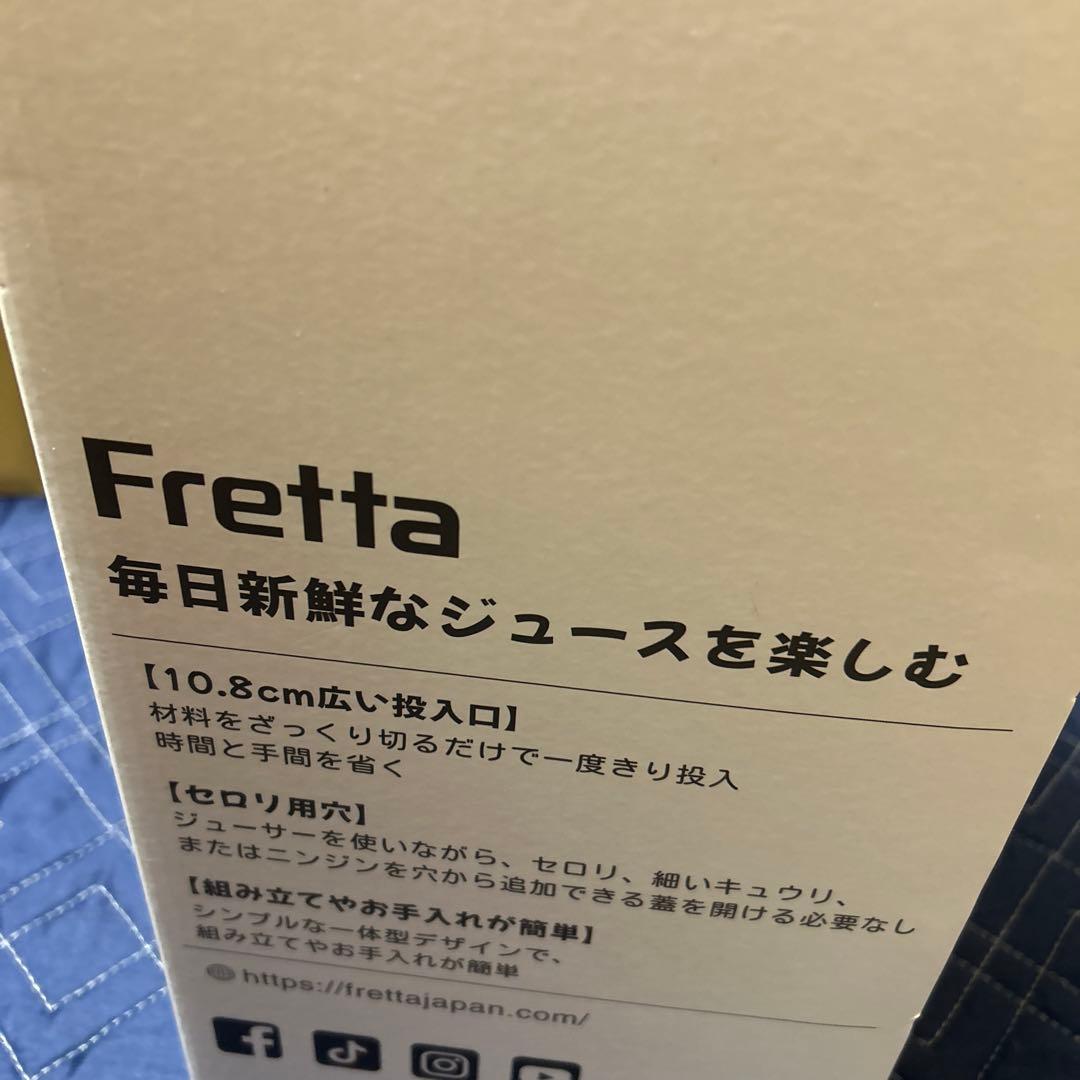 Fretta
毎日新鮮なジュースを楽しむ
【10.8cm広い投入口】
材料をざっくり切るだけで一度きり投入
時間と手間を省く
【セロリ用穴】
ジューサーを使いながら、セロリ、細いキュウリ、
またはニンジンを穴から追加できる蓋を開ける必要なし
【組み立てやお手入れが簡単】
シンプルな一体型デザインで、
組み立てやお手入れが簡単
https://frettajapan.com/